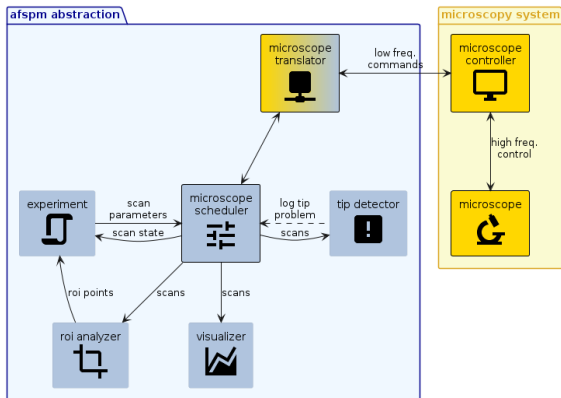 afspm abstraction
microscopy system
microscope
translator
low freq.
commands
microscope
controller
high freq.
control
experiment
scan
parameters
scan state
microscope
scheduler
log tip
problem
scans
tip detector
microscope
roi points
scans
scans
roi analyzer
visualizer